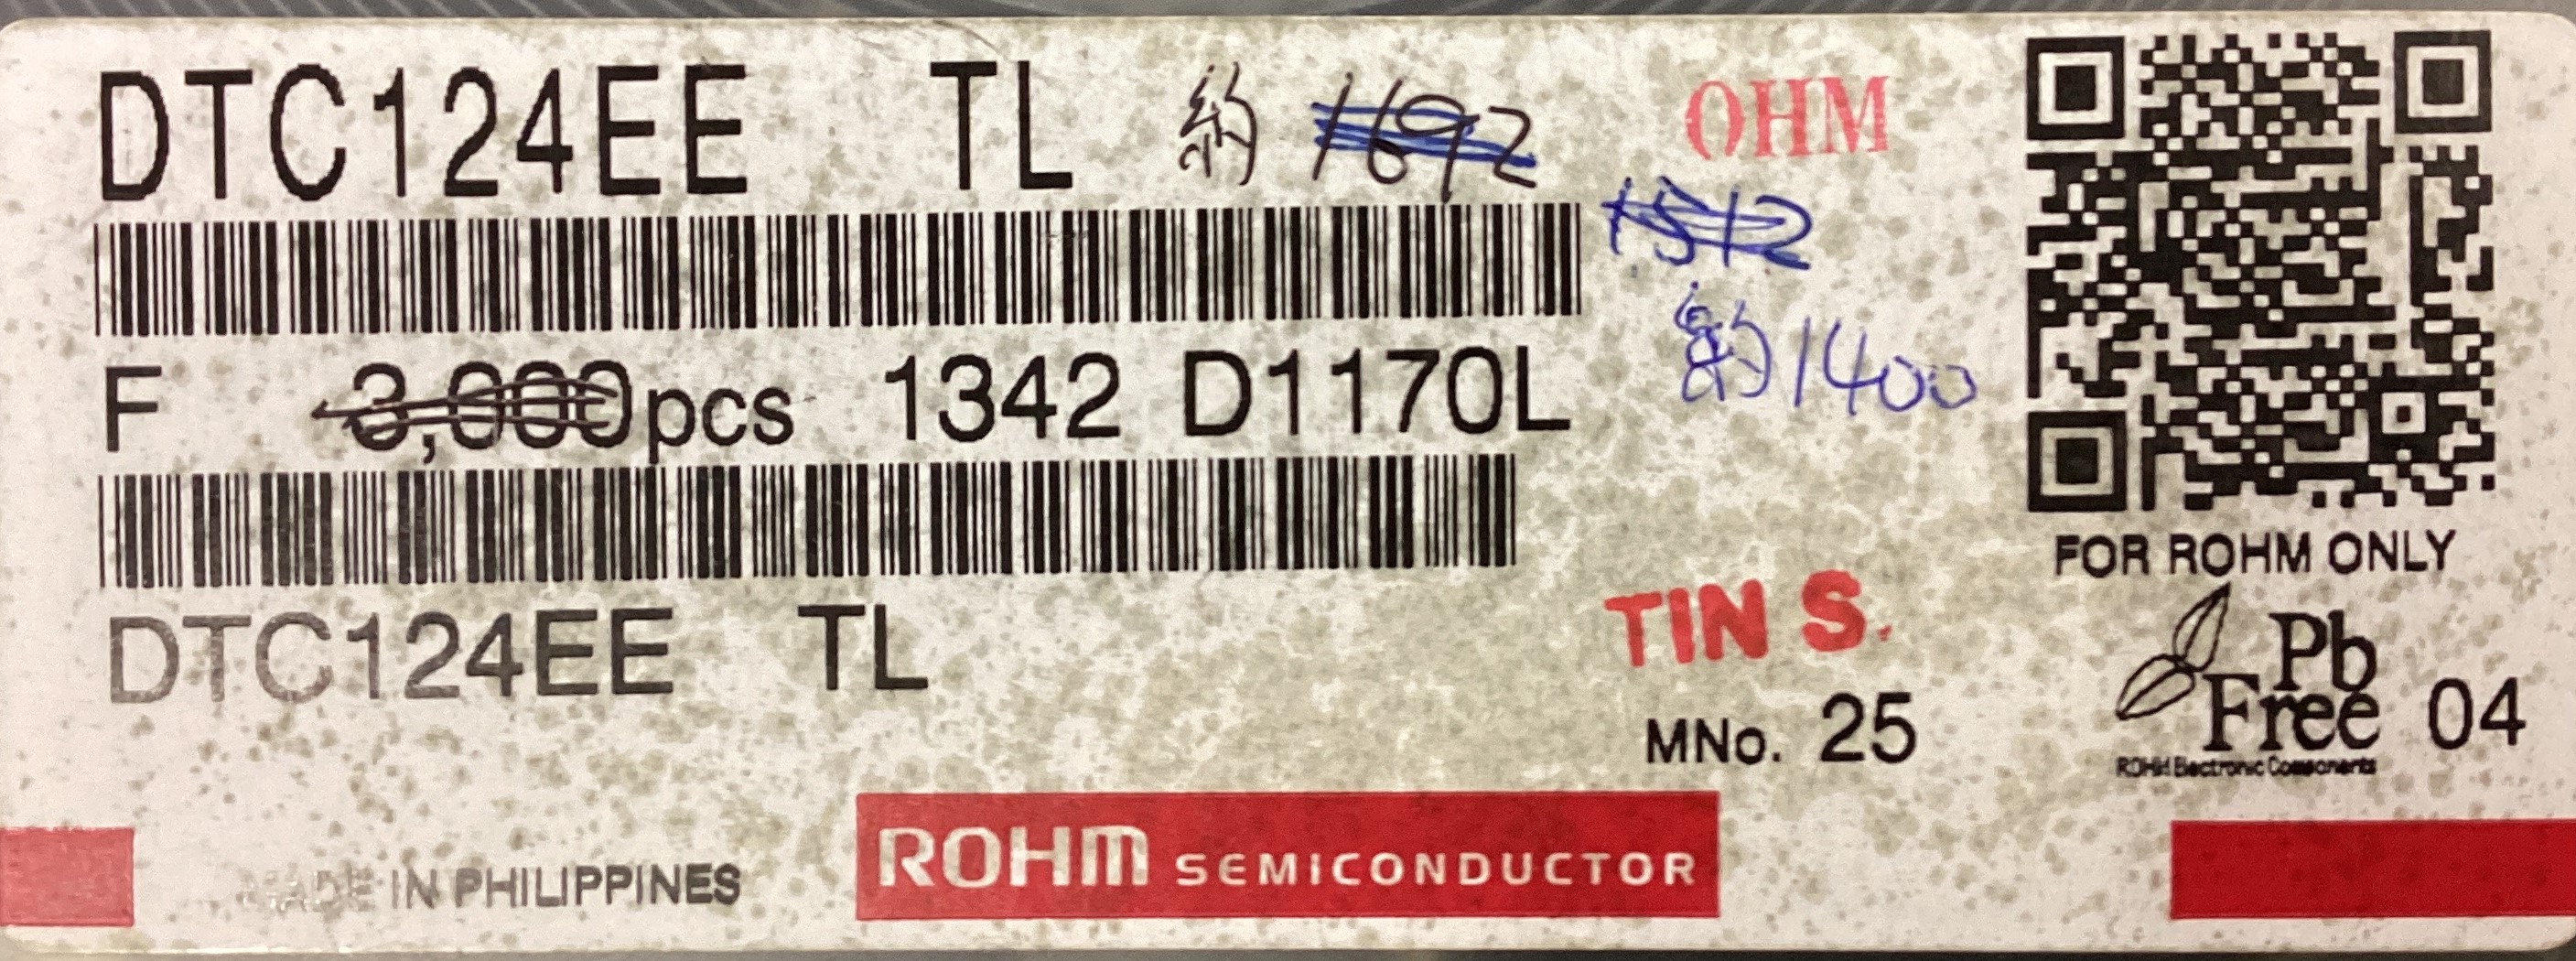 DTC124EE TL 約 1692
OHM
1512
F 3,000pcs 1342 D1170L
約1400
FOR ROHM ONLY
DTC124EE TL
TIN S.
MNo. 25
Pb
Free 04
ROHM Electronic Components
MADE IN PHILIPPINES
ROHM SEMICONDUCTOR